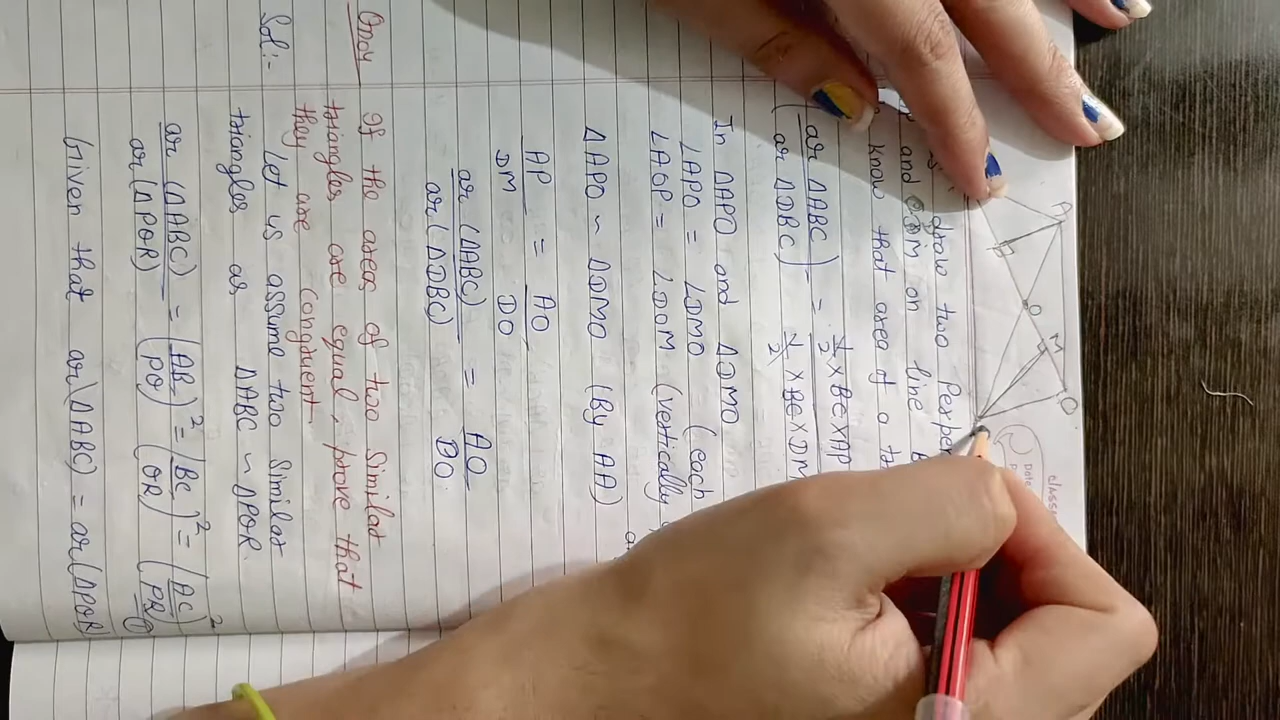 classm
Date
A
D
O
M
draw two perpen
and DM on line B
know that area of a t
(ar ΔABC) = 1/2 × BC × AP
(ar ΔDBC) 1/2 × BC × DM
In ΔAPO and ΔDMO
∠APO = ∠DMO (each
∠AOP = ∠DOM (vertically
ΔAPO ~ ΔDMO (By AA)
AP = AO
DM DO
ar (ΔABC) = AO
ar (ΔDBC) DO.
Only If the areas of two similar
triangles are equal, prove that
they are congruent
Sol:- Let us assume two similar
triangles as ΔABC ~ ΔPQR.
ar (ΔABC) = (AB)² = (BC)² = (AC)²
ar (ΔPQR) (PQ) (QR) (PR) ①
Given that ar(ΔABC) = ar(ΔPQR)